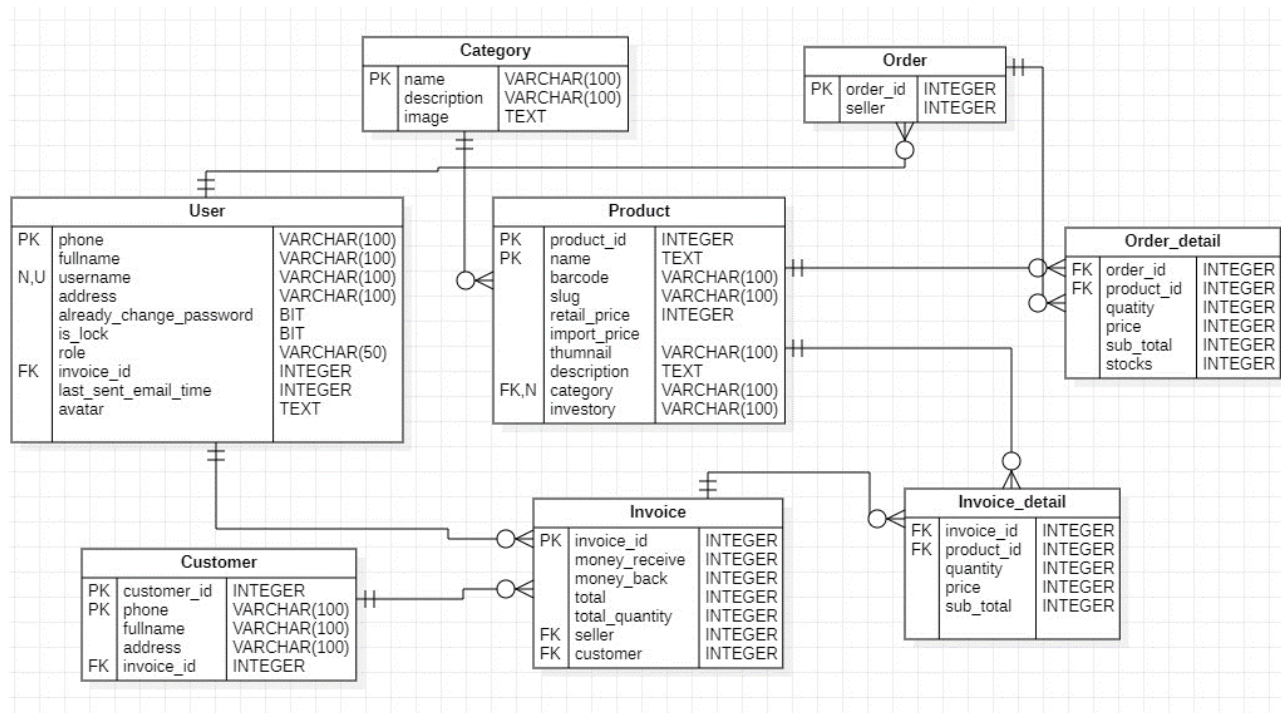 Category
PK name VARCHAR(100)
description VARCHAR(100)
image TEXT
Order
PK order_id INTEGER
seller INTEGER
User
PK phone VARCHAR(100)
fullname VARCHAR(100)
N,U username VARCHAR(100)
address VARCHAR(100)
already_change_password BIT
is_lock BIT
role VARCHAR(50)
FK invoice_id INTEGER
last_sent_email_time INTEGER
avatar TEXT
Product
PK product_id INTEGER
PK name TEXT
barcode VARCHAR(100)
slug VARCHAR(100)
retail_price INTEGER
import_price
thumnail VARCHAR(100)
description TEXT
FK,N category VARCHAR(100)
investory VARCHAR(100)
Order_detail
FK order_id INTEGER
FK product_id INTEGER
quatity INTEGER
price INTEGER
sub_total INTEGER
stocks INTEGER
Customer
PK customer_id INTEGER
PK phone VARCHAR(100)
fullname VARCHAR(100)
address VARCHAR(100)
FK invoice_id INTEGER
Invoice
PK invoice_id INTEGER
money_receive INTEGER
money_back INTEGER
total INTEGER
total_quantity INTEGER
FK seller INTEGER
FK customer INTEGER
Invoice_detail
FK invoice_id INTEGER
FK product_id INTEGER
quantity INTEGER
price INTEGER
sub_total INTEGER